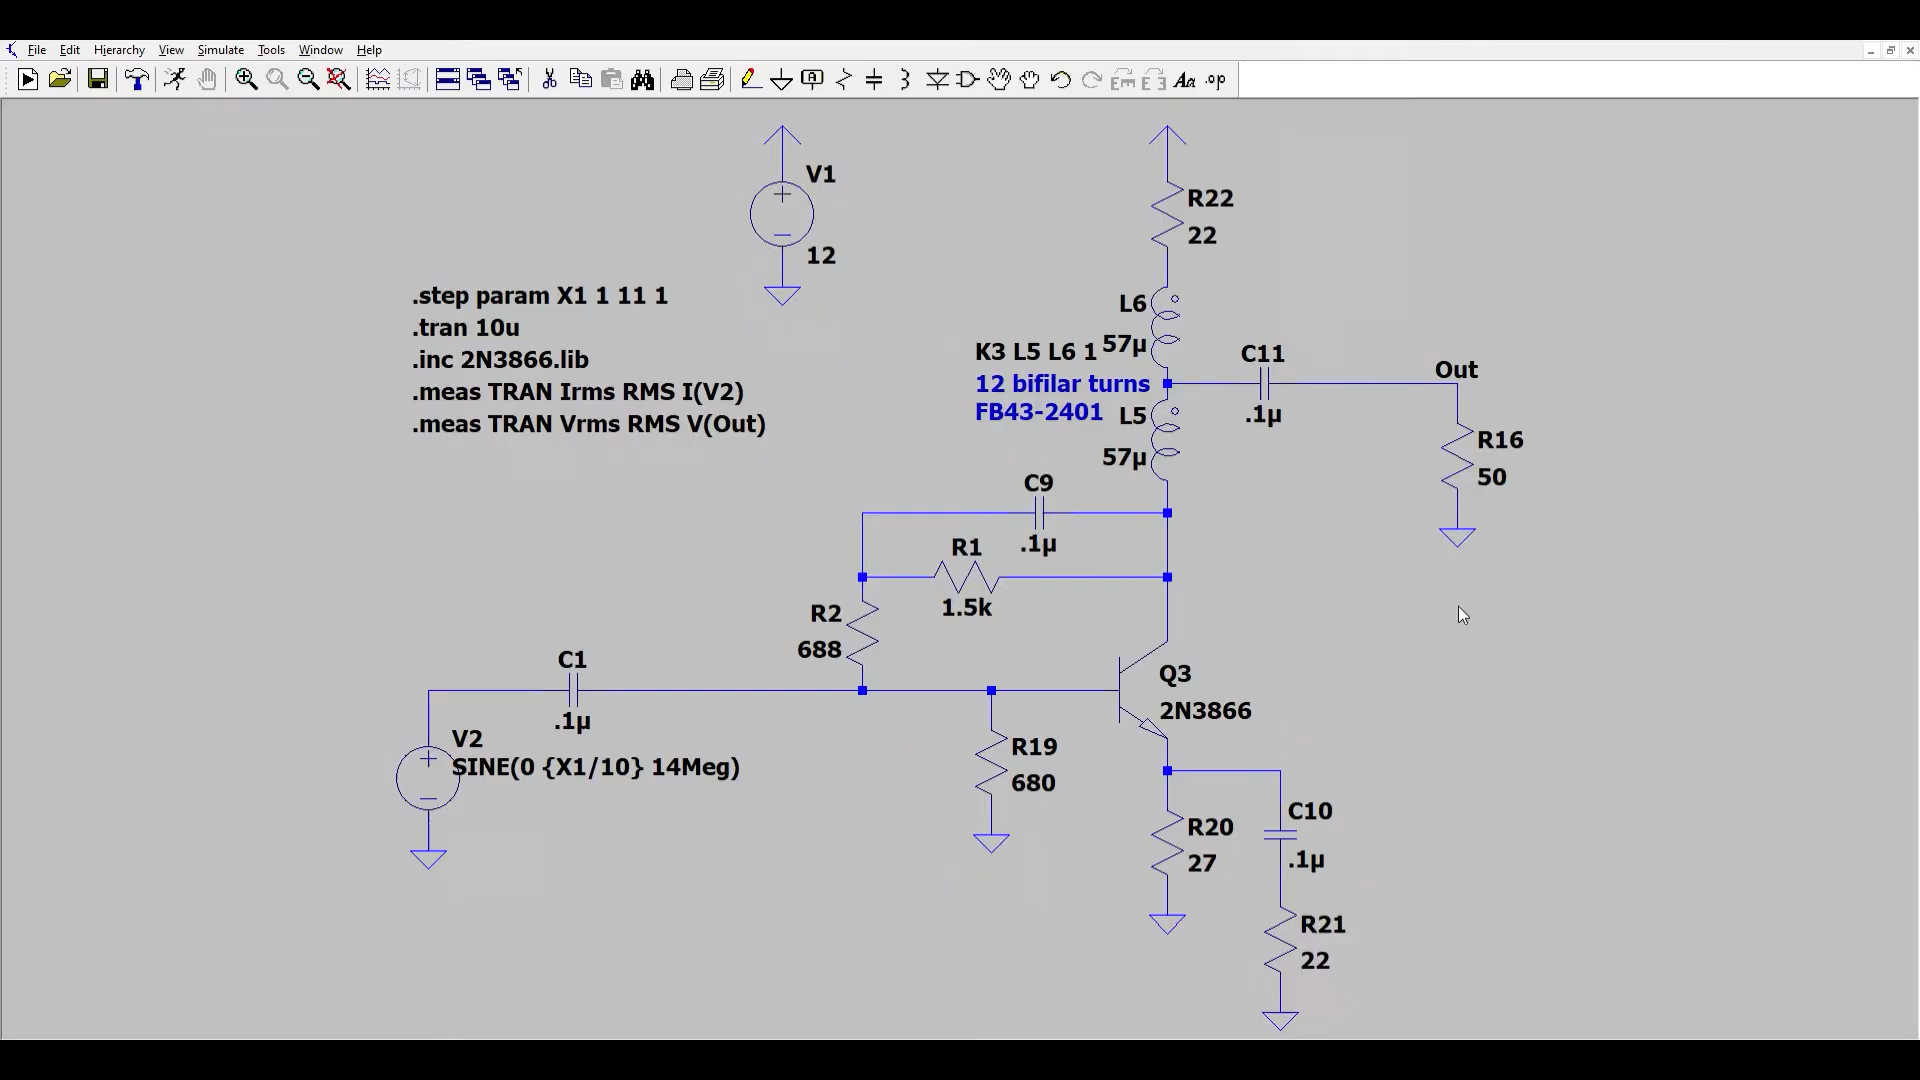 File Edit Hierarchy View Simulate Tools Window Help
.op
V1
12
R22
22
.step param X1 1 11 1
.tran 10u
.inc 2N3866.lib
.meas TRAN Irms RMS I(V2)
.meas TRAN Vrms RMS V(Out)
L6
57µ
K3 L5 L6 1
12 bifilar turns
FB43-2401
L5
57µ
C11
.1µ
Out
R16
50
C9
.1µ
R1
1.5k
R2
688
C1
.1µ
V2
SINE(0 {X1/10} 14Meg)
Q3
2N3866
R19
680
R20
27
C10
.1µ
R21
22